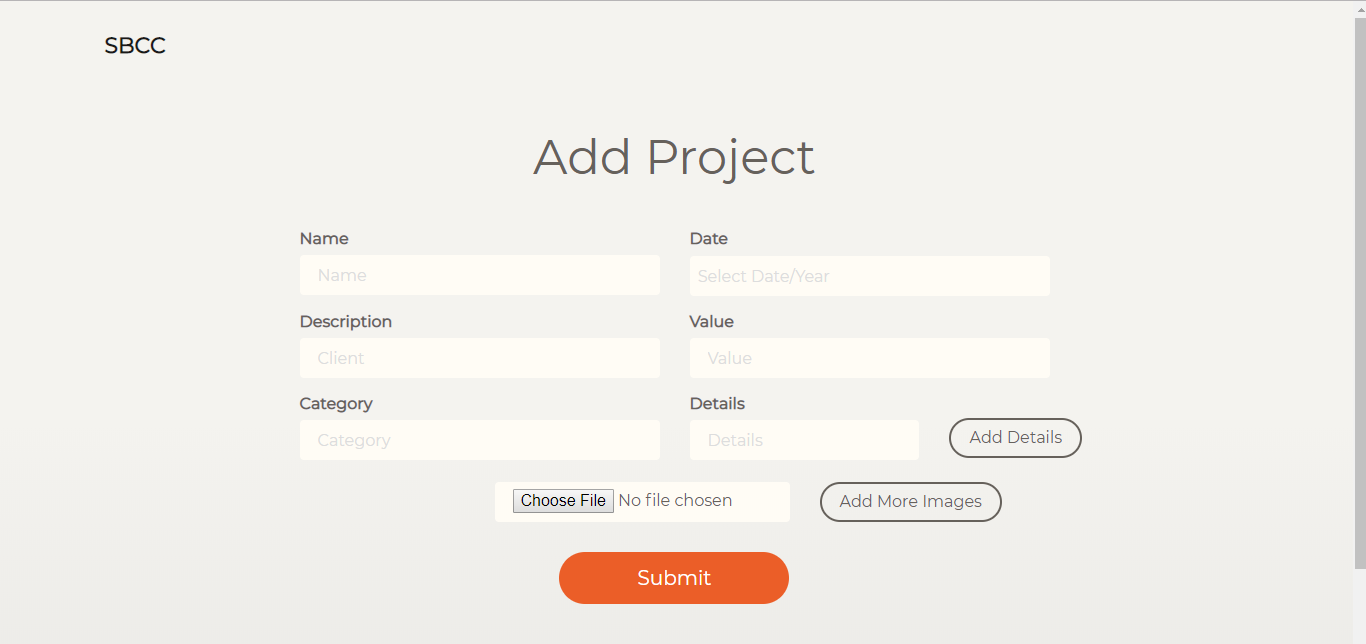 SBCC
Add Project
Name
Date
Name
Select Date/Year
Description
Value
Client
Value
Category
Details
Category
Details
Add Details
Choose File No file chosen
Add More Images
Submit